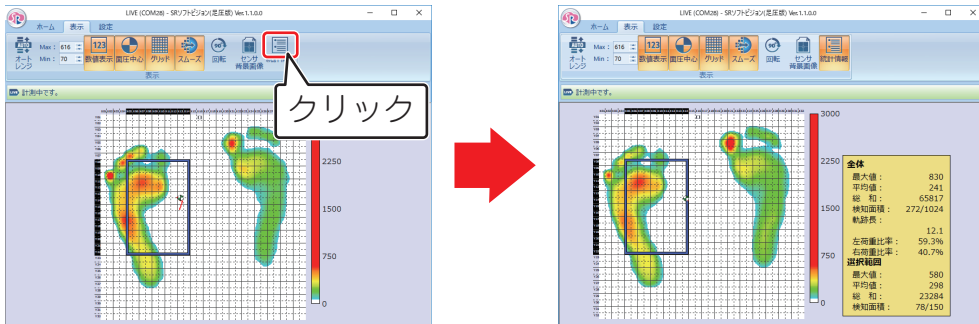 LIVE (COM28) - SRソフトビジョン(足圧版) Ver.1.1.0.0
ホーム 表示 設定
Max: 616
Min: 70
オートレンジ
123
数値表示
面圧中心
グリッド
スムーズ
90°
回転
センサ背景画像
表示
計測中です。
クリック
2250
1500
750
0
LIVE (COM28) - SRソフトビジョン(足圧版) Ver.1.1.0.0
ホーム 表示 設定
Max: 616
Min: 70
オートレンジ
123
数値表示
面圧中心
グリッド
スムーズ
90°
回転
センサ背景画像
統計情報
表示
計測中です。
3000
2250
1500
750
0
全体
最大値: 830
平均値: 241
総 和: 65817
検知面積: 272/1024
軌跡長:
12.1
左荷重比率: 59.3%
右荷重比率: 40.7%
選択範囲
最大値: 580
平均値: 298
総 和: 23284
検知面積: 78/150